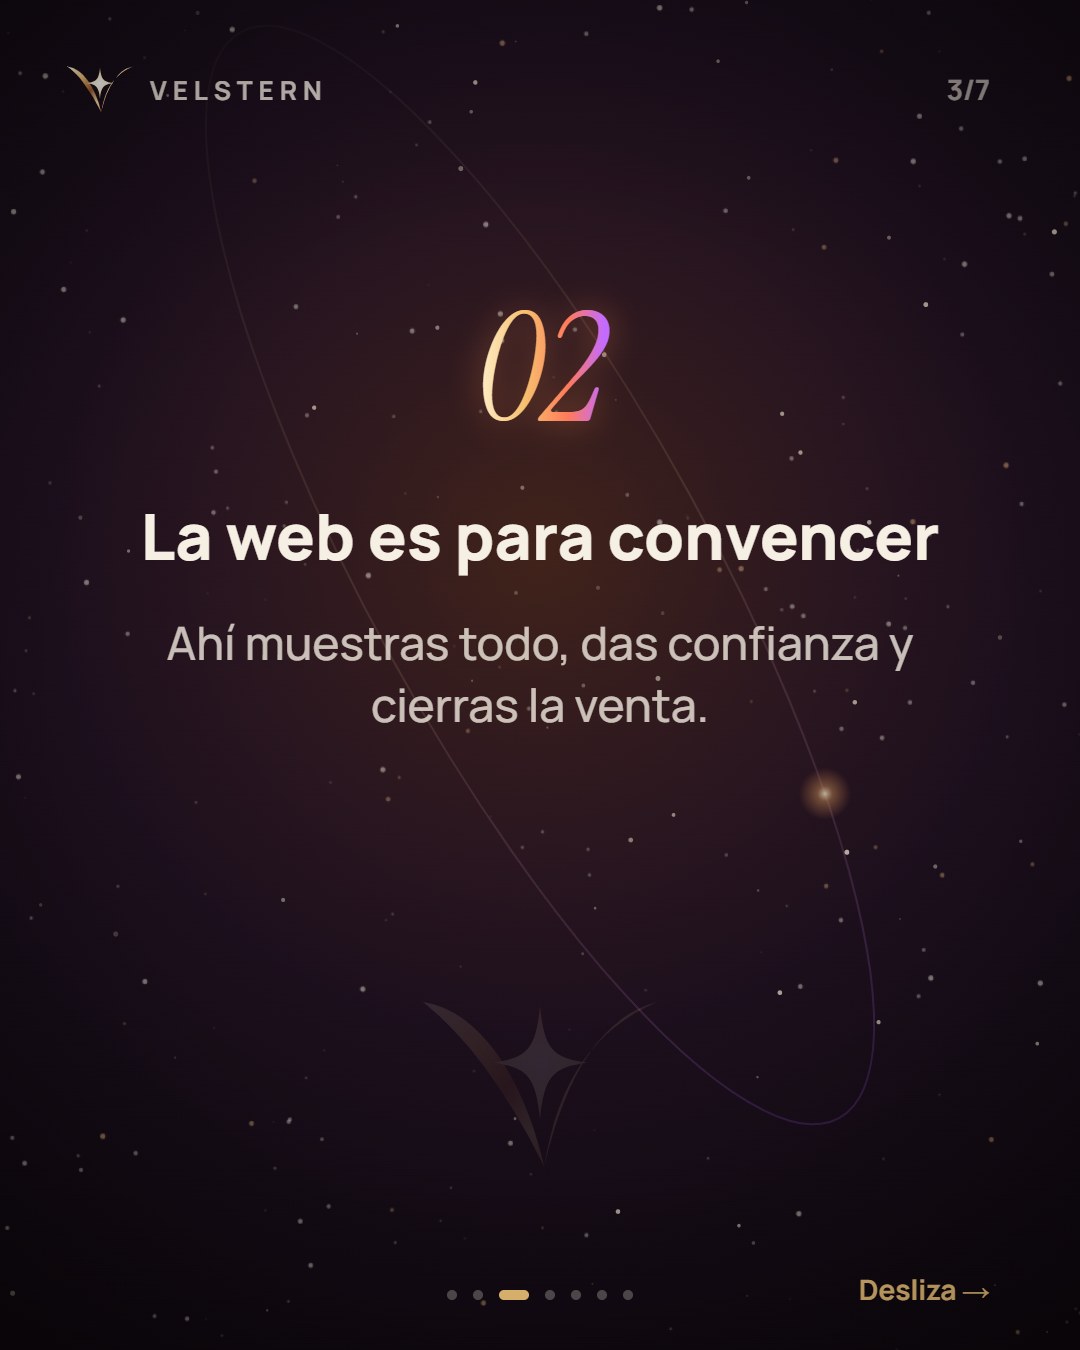 VELSTERN
3/7
02
La web es para convencer
Ahí muestras todo, das confianza y
cierras la venta.
Desliza →